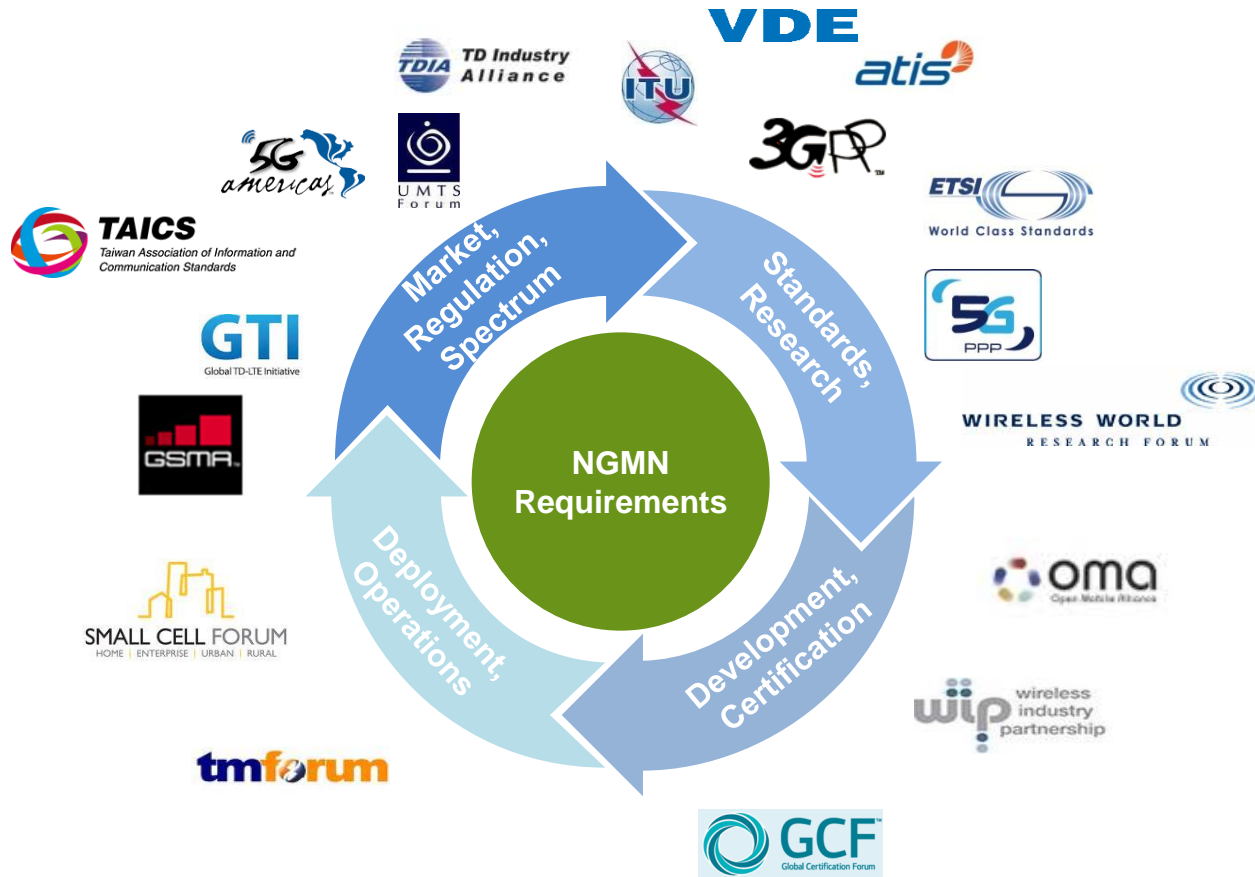 VDE
TDIA
TD Industry
Alliance
ITU
atis
3GPP
TM
5G
americas
UMTS
Forum
ETSI
World Class Standards
TAICS
Taiwan Association of Information and
Communication Standards
5G
PPP
GTI
Global TD-LTE Initiative
WIRELESS WORLD
RESEARCH FORUM
GSMA
TM
Market,
Regulation,
Spectrum
Standards,
Research
NGMN
Requirements
Deployment,
Operations
Development,
Certification
oma
Open Mobile Alliance
SMALL CELL FORUM
HOME | ENTERPRISE | URBAN | RURAL
wip
wireless
industry
partnership
tmforum
GCF
TM
Global Certification Forum